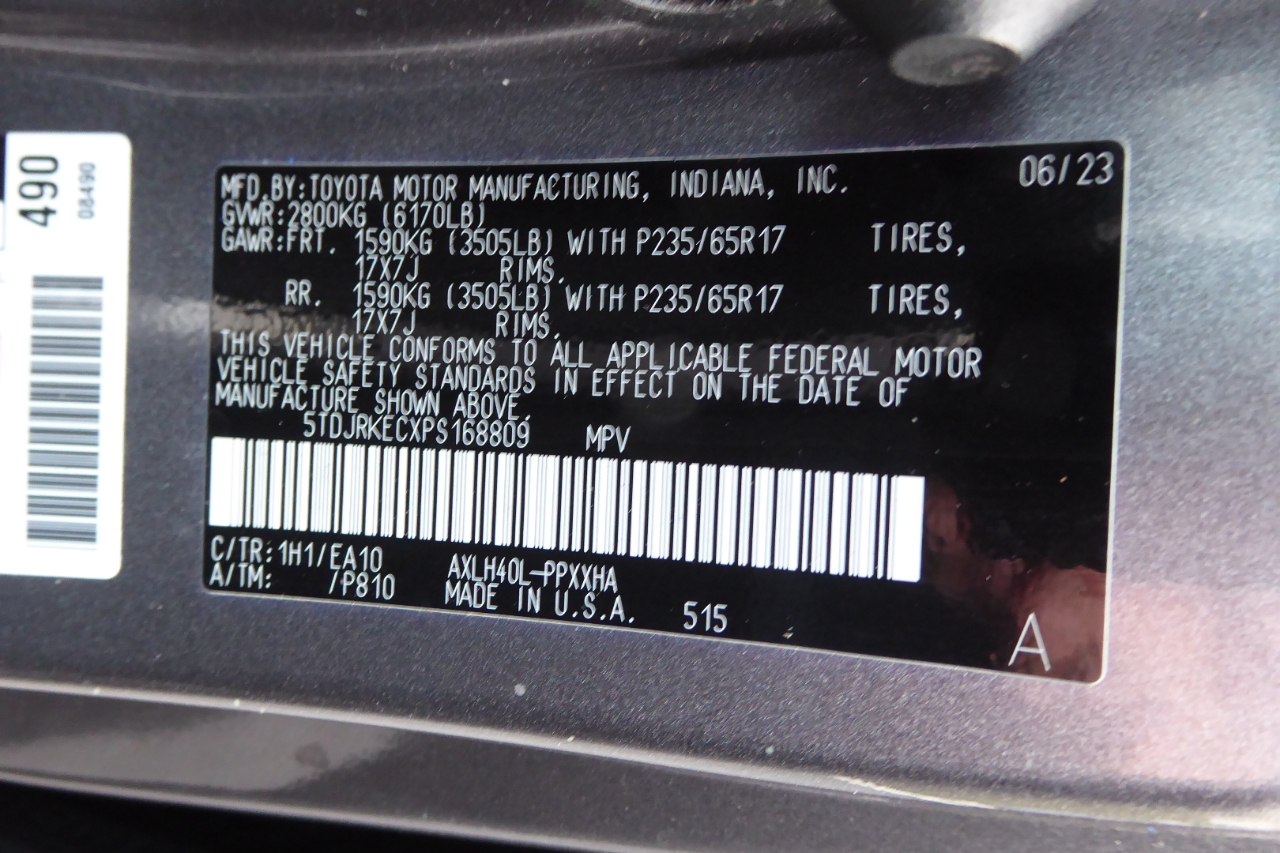 490
08490
06/23
MFD.BY:TOYOTA MOTOR MANUFACTURING, INDIANA, INC.
GVWR:2800KG (6170LB)
GAWR:FRT. 1590KG (3505LB) WITH P235/65R17 TIRES,
17X7J RIMS.
RR. 1590KG (3505LB) WITH P235/65R17 TIRES,
17X7J RIMS.
THIS VEHICLE CONFORMS TO ALL APPLICABLE FEDERAL MOTOR
VEHICLE SAFETY STANDARDS IN EFFECT ON THE DATE OF
MANUFACTURE SHOWN ABOVE.
5TDJRKECXPS168809 MPV
C/TR:1H1/EA10 AXLH40L-PPXXHA
A/TM: /P810 MADE IN U.S.A. 515
A